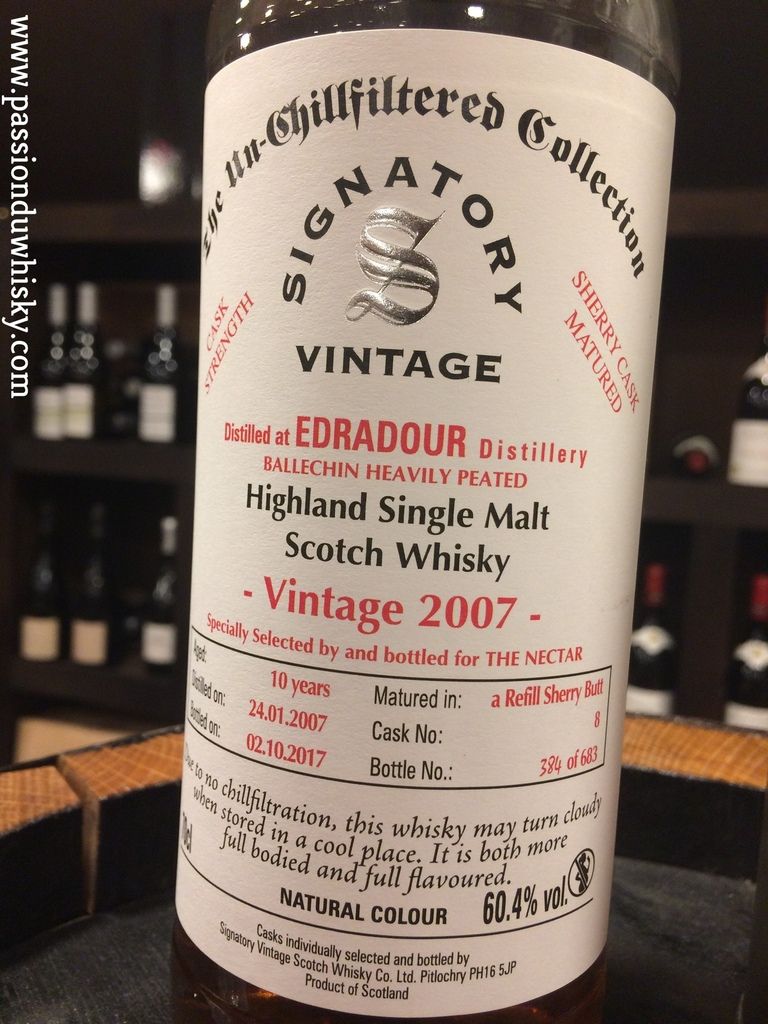 www.passionduwhisky.com
The Un-Chillfiltered Collection
SIGNATORY
S
VINTAGE
CASK
STRENGTH
SHERRY CASK
MATURED
Distilled at EDRADOUR Distillery
BALLECHIN HEAVILY PEATED
Highland Single Malt
Scotch Whisky
- Vintage 2007 -
Specially Selected by and bottled for THE NECTAR
Aged: 10 years
Distilled on: 24.01.2007
Bottled on: 02.10.2017
Matured in: a Refill Sherry Butt
Cask No: 8
Bottle No.: 384 of 683
Due to no chillfiltration, this whisky may turn cloudy
when stored in a cool place. It is both more
full bodied and full flavoured.
70cl
NATURAL COLOUR 60.4% vol.
Casks individually selected and bottled by
Signatory Vintage Scotch Whisky Co. Ltd. Pitlochry PH16 5JP
Product of Scotland